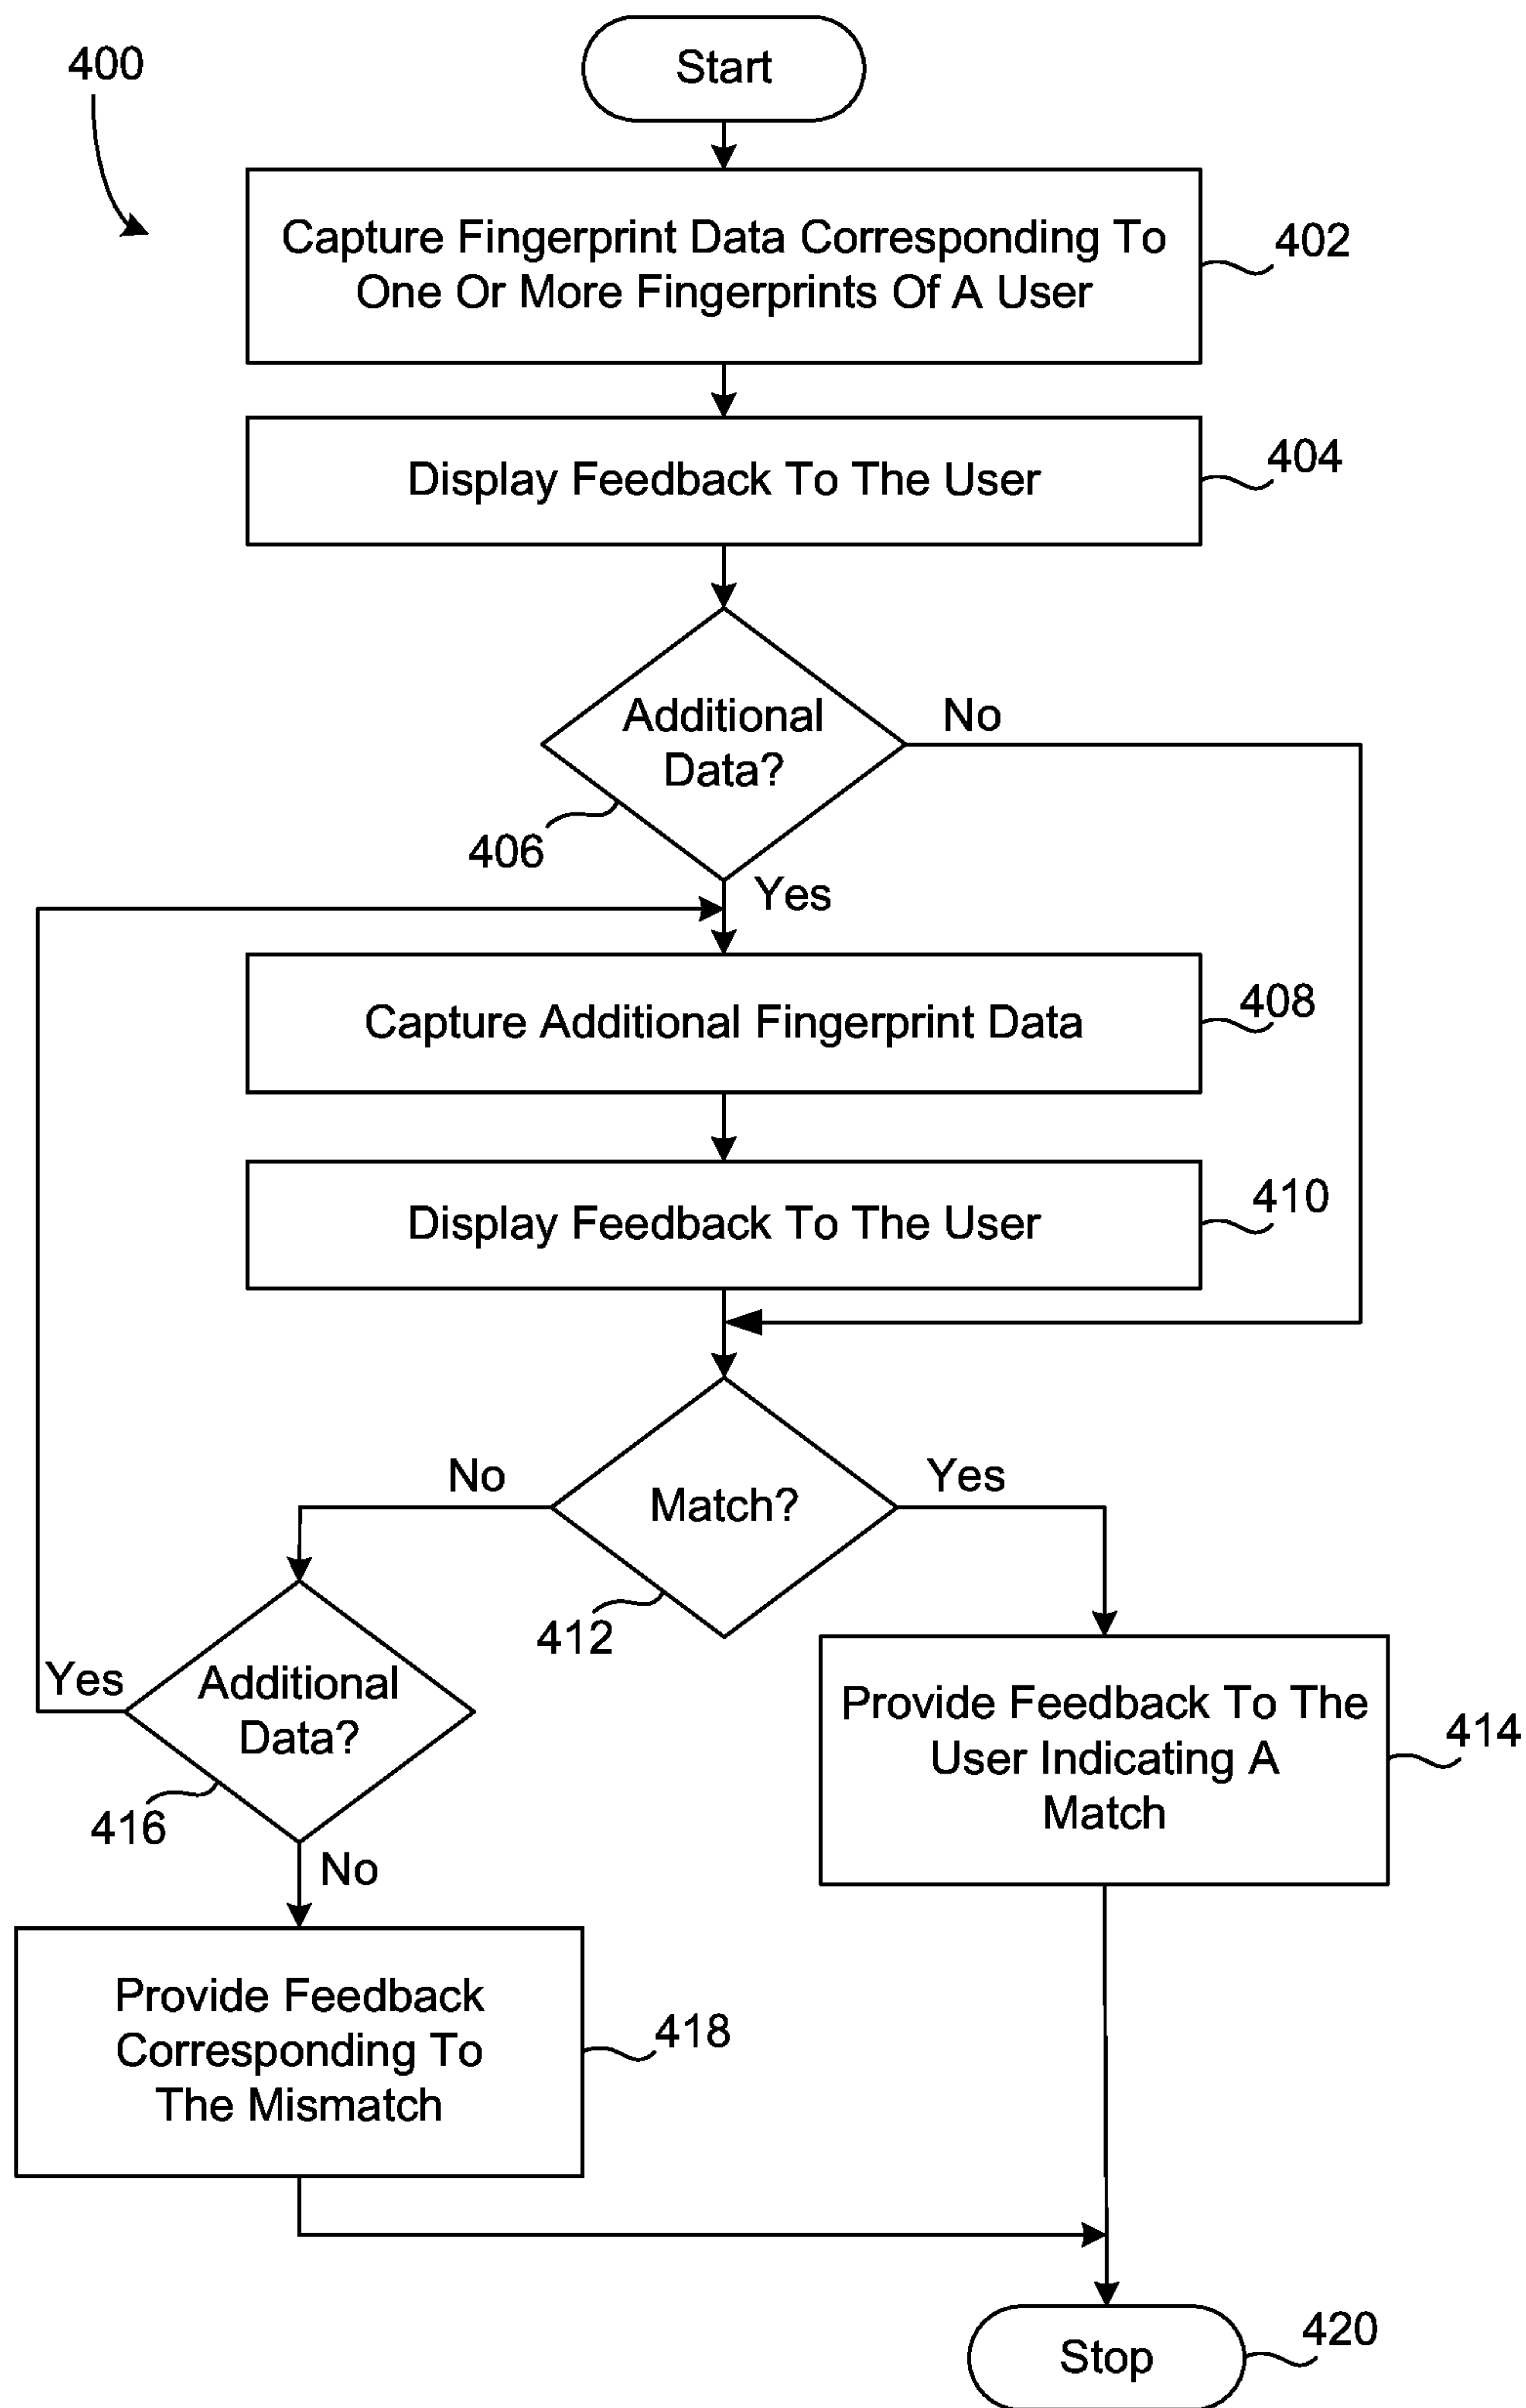 400
Start
Capture Fingerprint Data Corresponding To
One Or More Fingerprints Of A User
402
Display Feedback To The User
404
Additional
Data?
No
406
Yes
Capture Additional Fingerprint Data
408
Display Feedback To The User
410
No
Match?
Yes
412
Yes
Additional
Data?
416
No
Provide Feedback To The
User Indicating A
Match
414
Provide Feedback
Corresponding To
The Mismatch
418
Stop
420